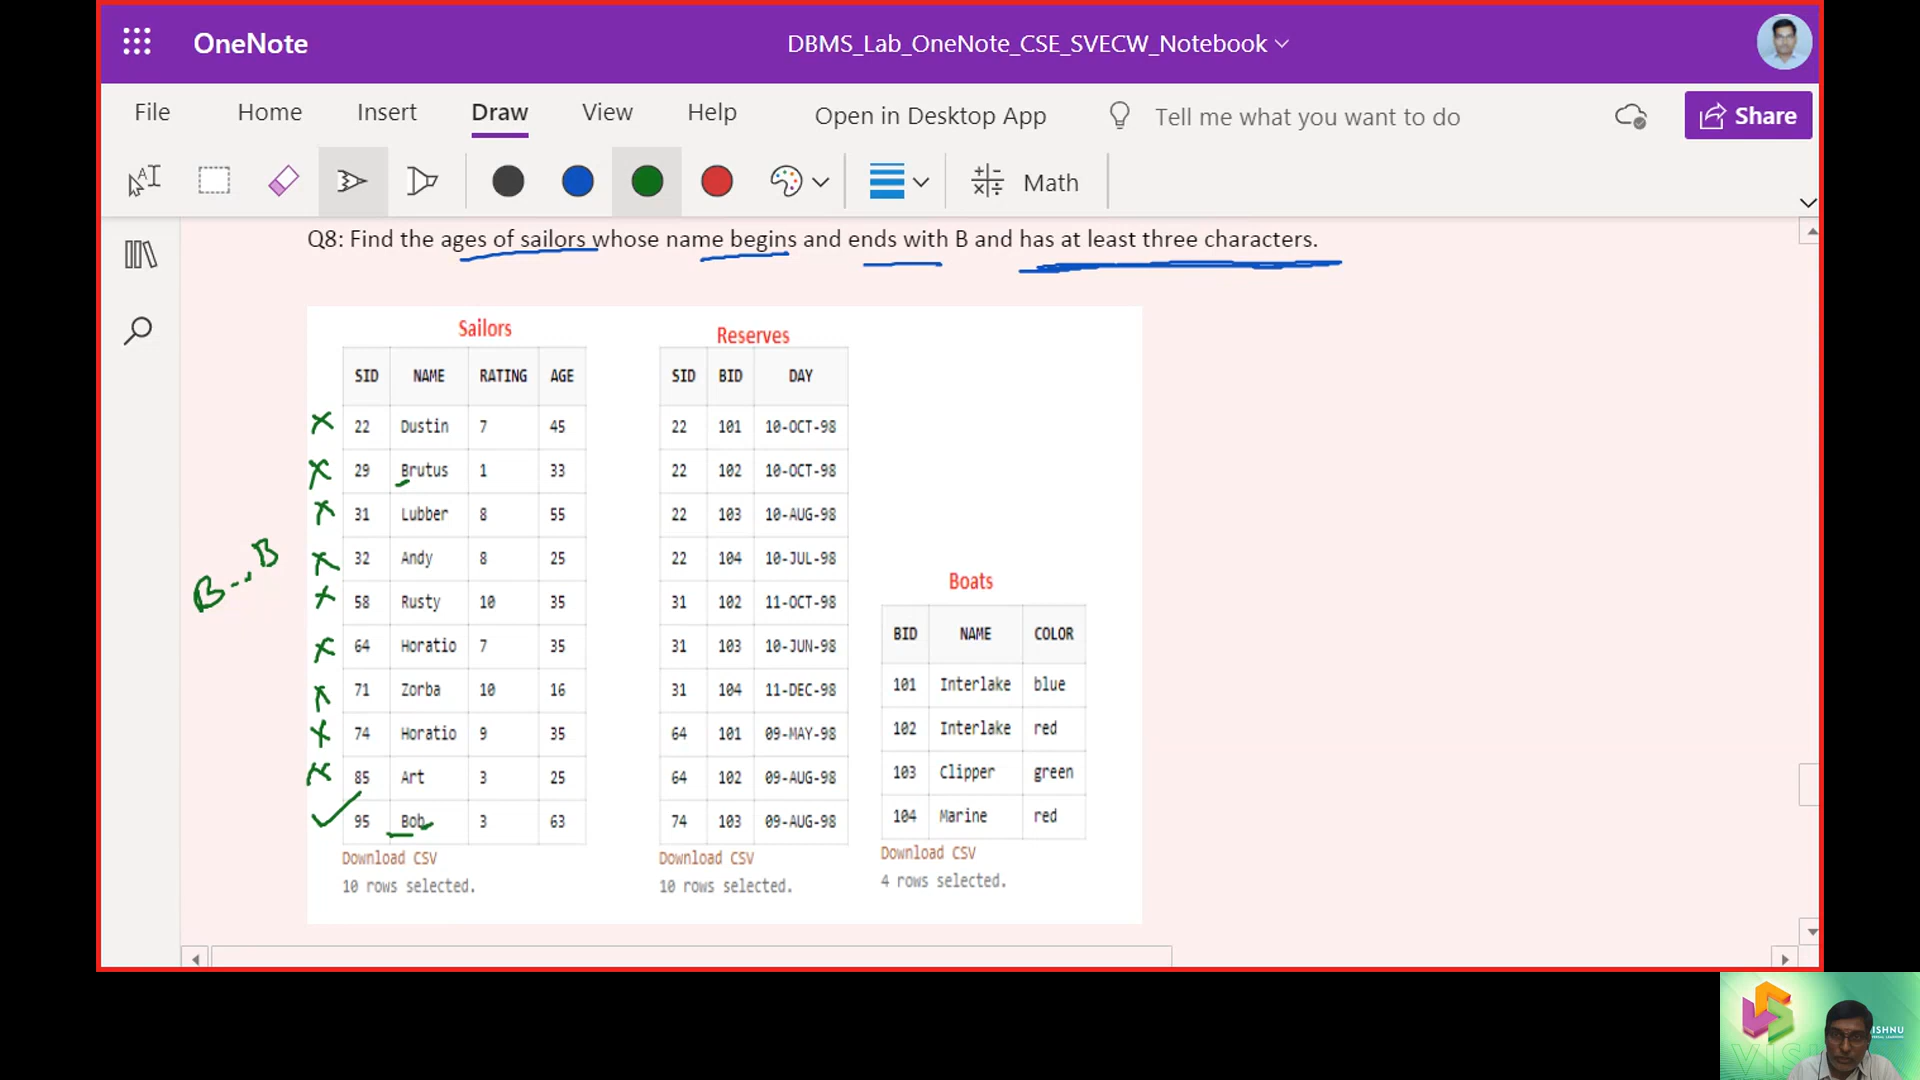 OneNote
DBMS_Lab_OneNote_CSE_SVECW_Notebook
File Home Insert Draw View Help Open in Desktop App Tell me what you want to do Share
Math
Q8: Find the ages of sailors whose name begins and ends with B and has at least three characters.
Sailors
SID NAME RATING AGE
22 Dustin 7 45
29 Brutus 1 33
31 Lubber 8 55
32 Andy 8 25
58 Rusty 10 35
64 Horatio 7 35
71 Zorba 10 16
74 Horatio 9 35
85 Art 3 25
95 Bob 3 63
Download CSV
10 rows selected.
Reserves
SID BID DAY
22 101 10-OCT-98
22 102 10-OCT-98
22 103 10-AUG-98
22 104 10-JUL-98
31 102 11-OCT-98
31 103 10-JUN-98
31 104 11-DEC-98
64 101 09-MAY-98
64 102 09-AUG-98
74 103 09-AUG-98
Download CSV
10 rows selected.
Boats
BID NAME COLOR
101 Interlake blue
102 Interlake red
103 Clipper green
104 Marine red
Download CSV
4 rows selected.
B--.B